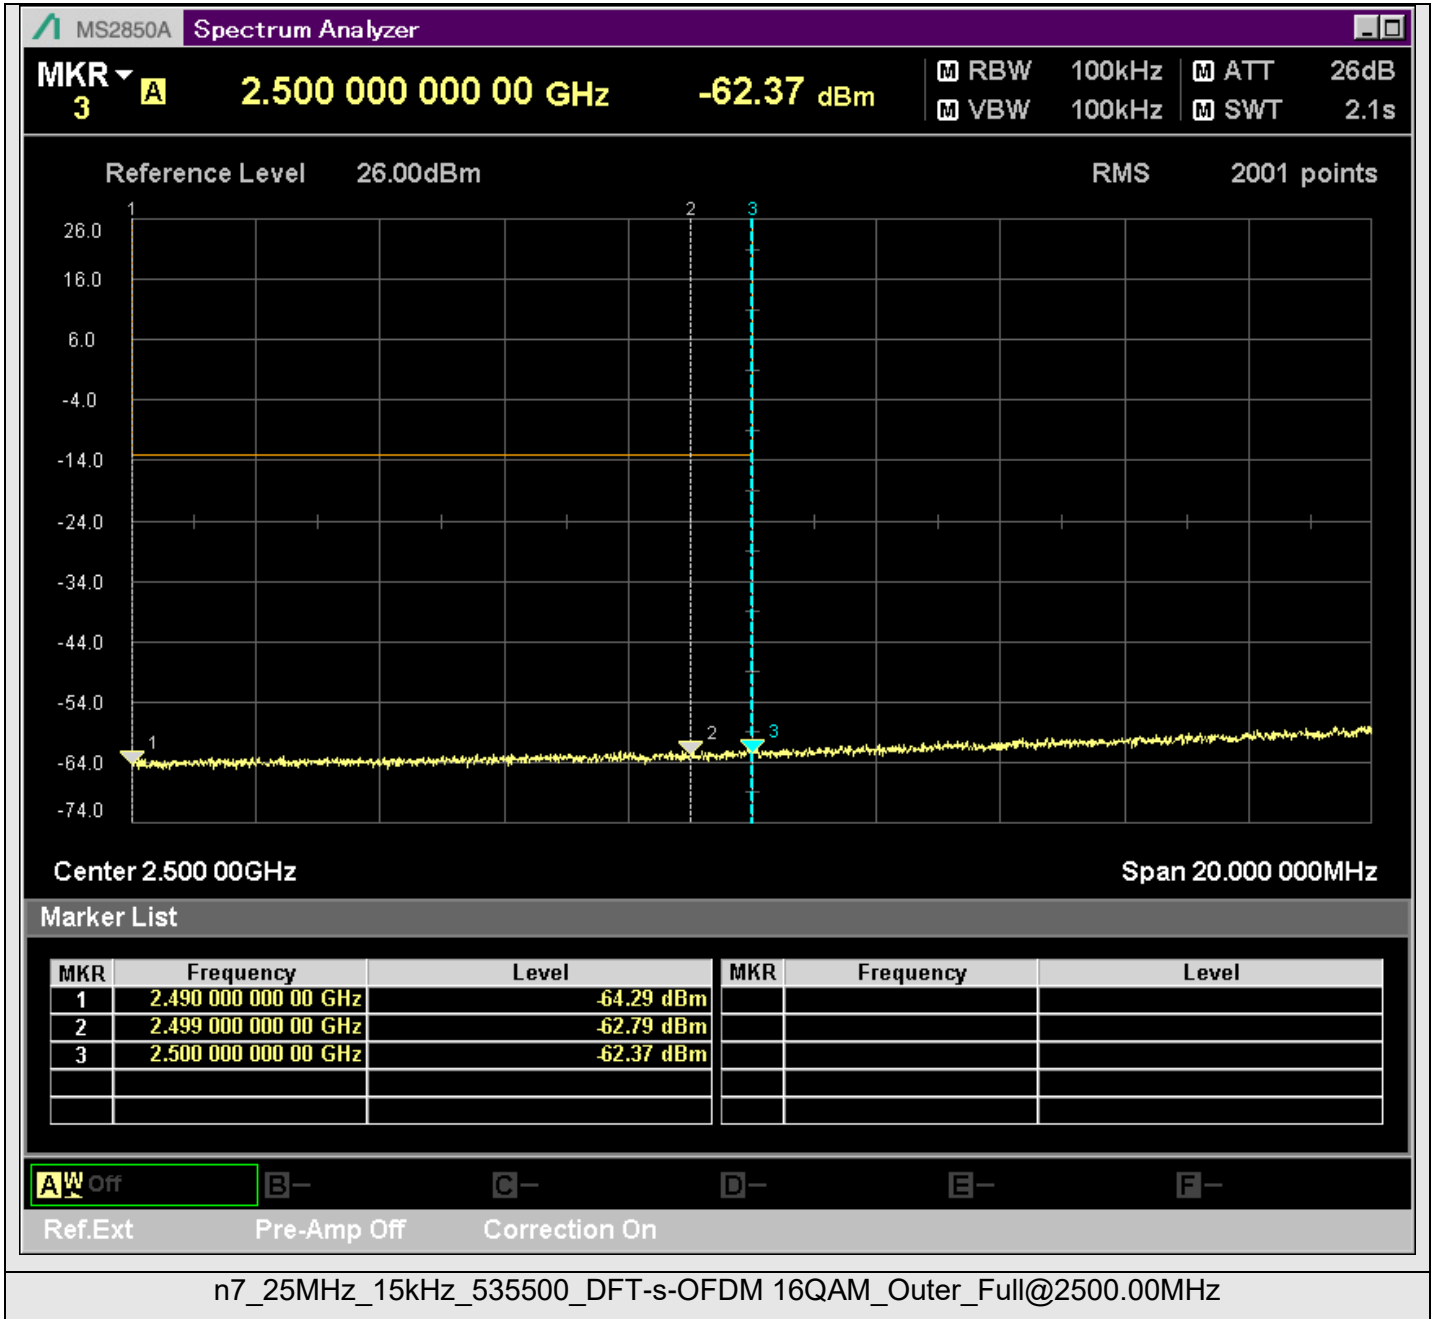 MS2850A Spectrum Analyzer
MKR 3 A 2.500 000 000 00 GHz -62.37 dBm
M RBW 100kHz M ATT 26dB
M VBW 100kHz M SWT 2.1s
Reference Level 26.00dBm RMS 2001 points
1 2 3
26.0
16.0
6.0
-4.0
-14.0
-24.0
-34.0
-44.0
-54.0
1 2 3
-64.0
-74.0
Center 2.500 00GHz Span 20.000 000MHz
Marker List
MKR Frequency Level MKR Frequency Level
1 2.490 000 000 00 GHz -64.29 dBm
2 2.499 000 000 00 GHz -62.79 dBm
3 2.500 000 000 00 GHz -62.37 dBm
A W Off B – C – D – E – F –
Ref.Ext Pre-Amp Off Correction On
n7_25MHz_15kHz_535500_DFT-s-OFDM 16QAM_Outer_Full@2500.00MHz